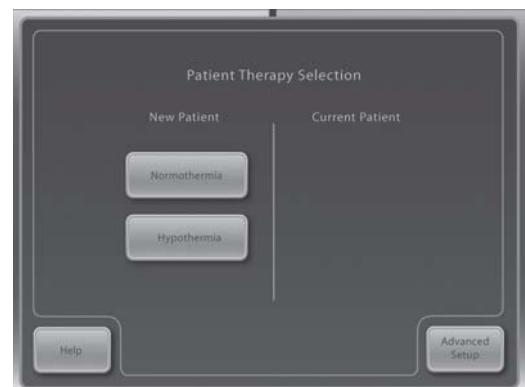 Patient Therapy Selection
New Patient
Current Patient
Normothermia
Hypothermia
Help
Advanced
Setup